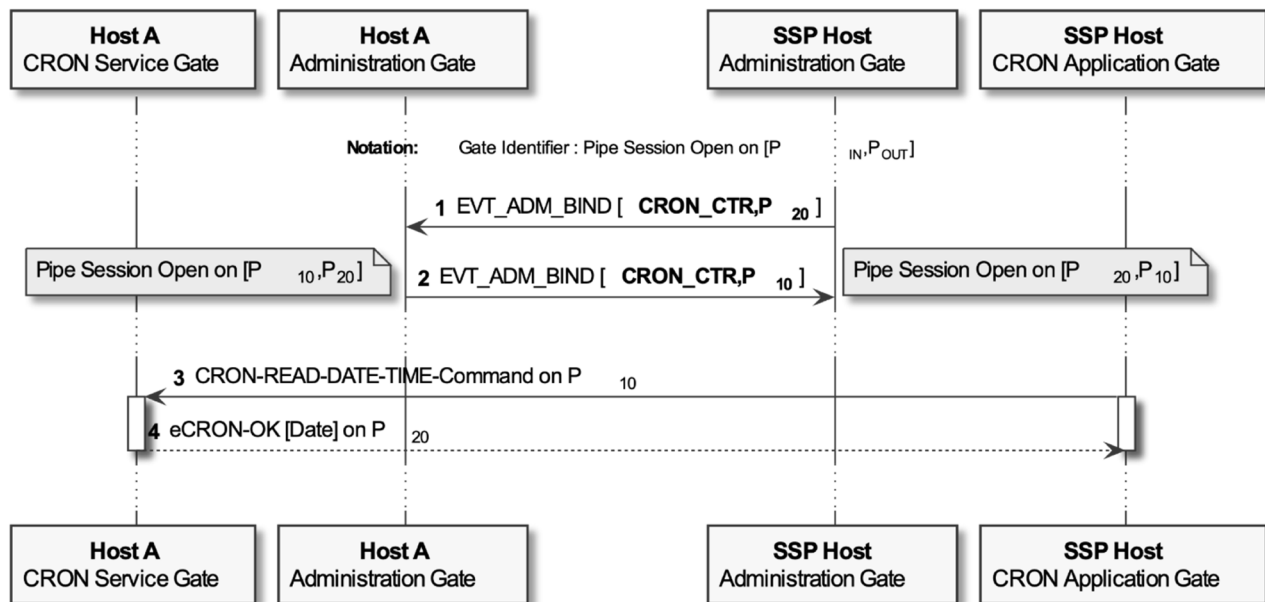 Host A
CRON Service Gate
Host A
Administration Gate
SSP Host
Administration Gate
SSP Host
CRON Application Gate
Notation: Gate Identifier : Pipe Session Open on [P IN,POUT]
1 EVT_ADM_BIND [ CRON_CTR,P 20 ]
Pipe Session Open on [P 10,P20]
2 EVT_ADM_BIND [ CRON_CTR,P 10 ]
Pipe Session Open on [P 20,P10]
3 CRON-READ-DATE-TIME-Command on P 10
4 eCRON-OK [Date] on P 20
Host A
CRON Service Gate
Host A
Administration Gate
SSP Host
Administration Gate
SSP Host
CRON Application Gate